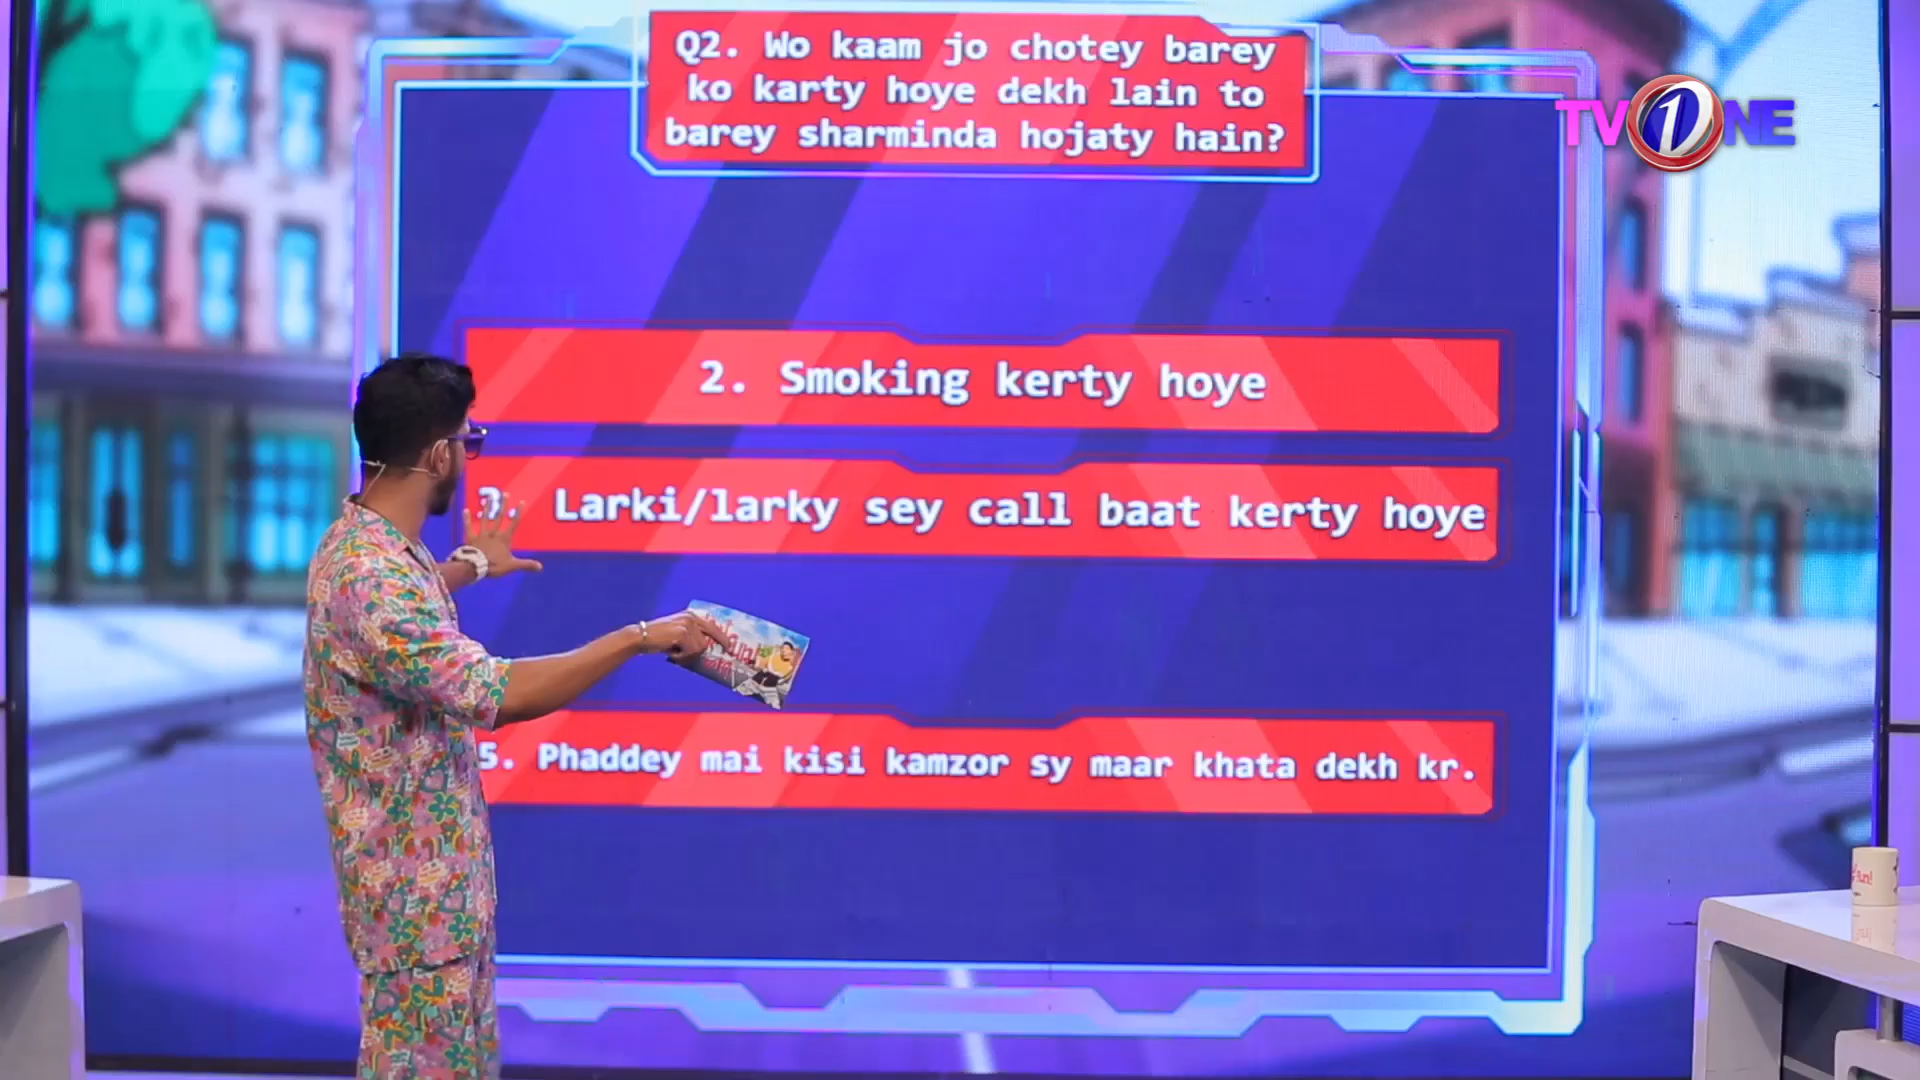 Q2. Wo kaam jo chotey barey
ko karty hoye dekh lain to
barey sharminda hojaty hain?
TV ONE
2. Smoking kerty hoye
3. Larki/larky sey call baat kerty hoye
5. Phaddey mai kisi kamzor sy maar khata dekh kr.